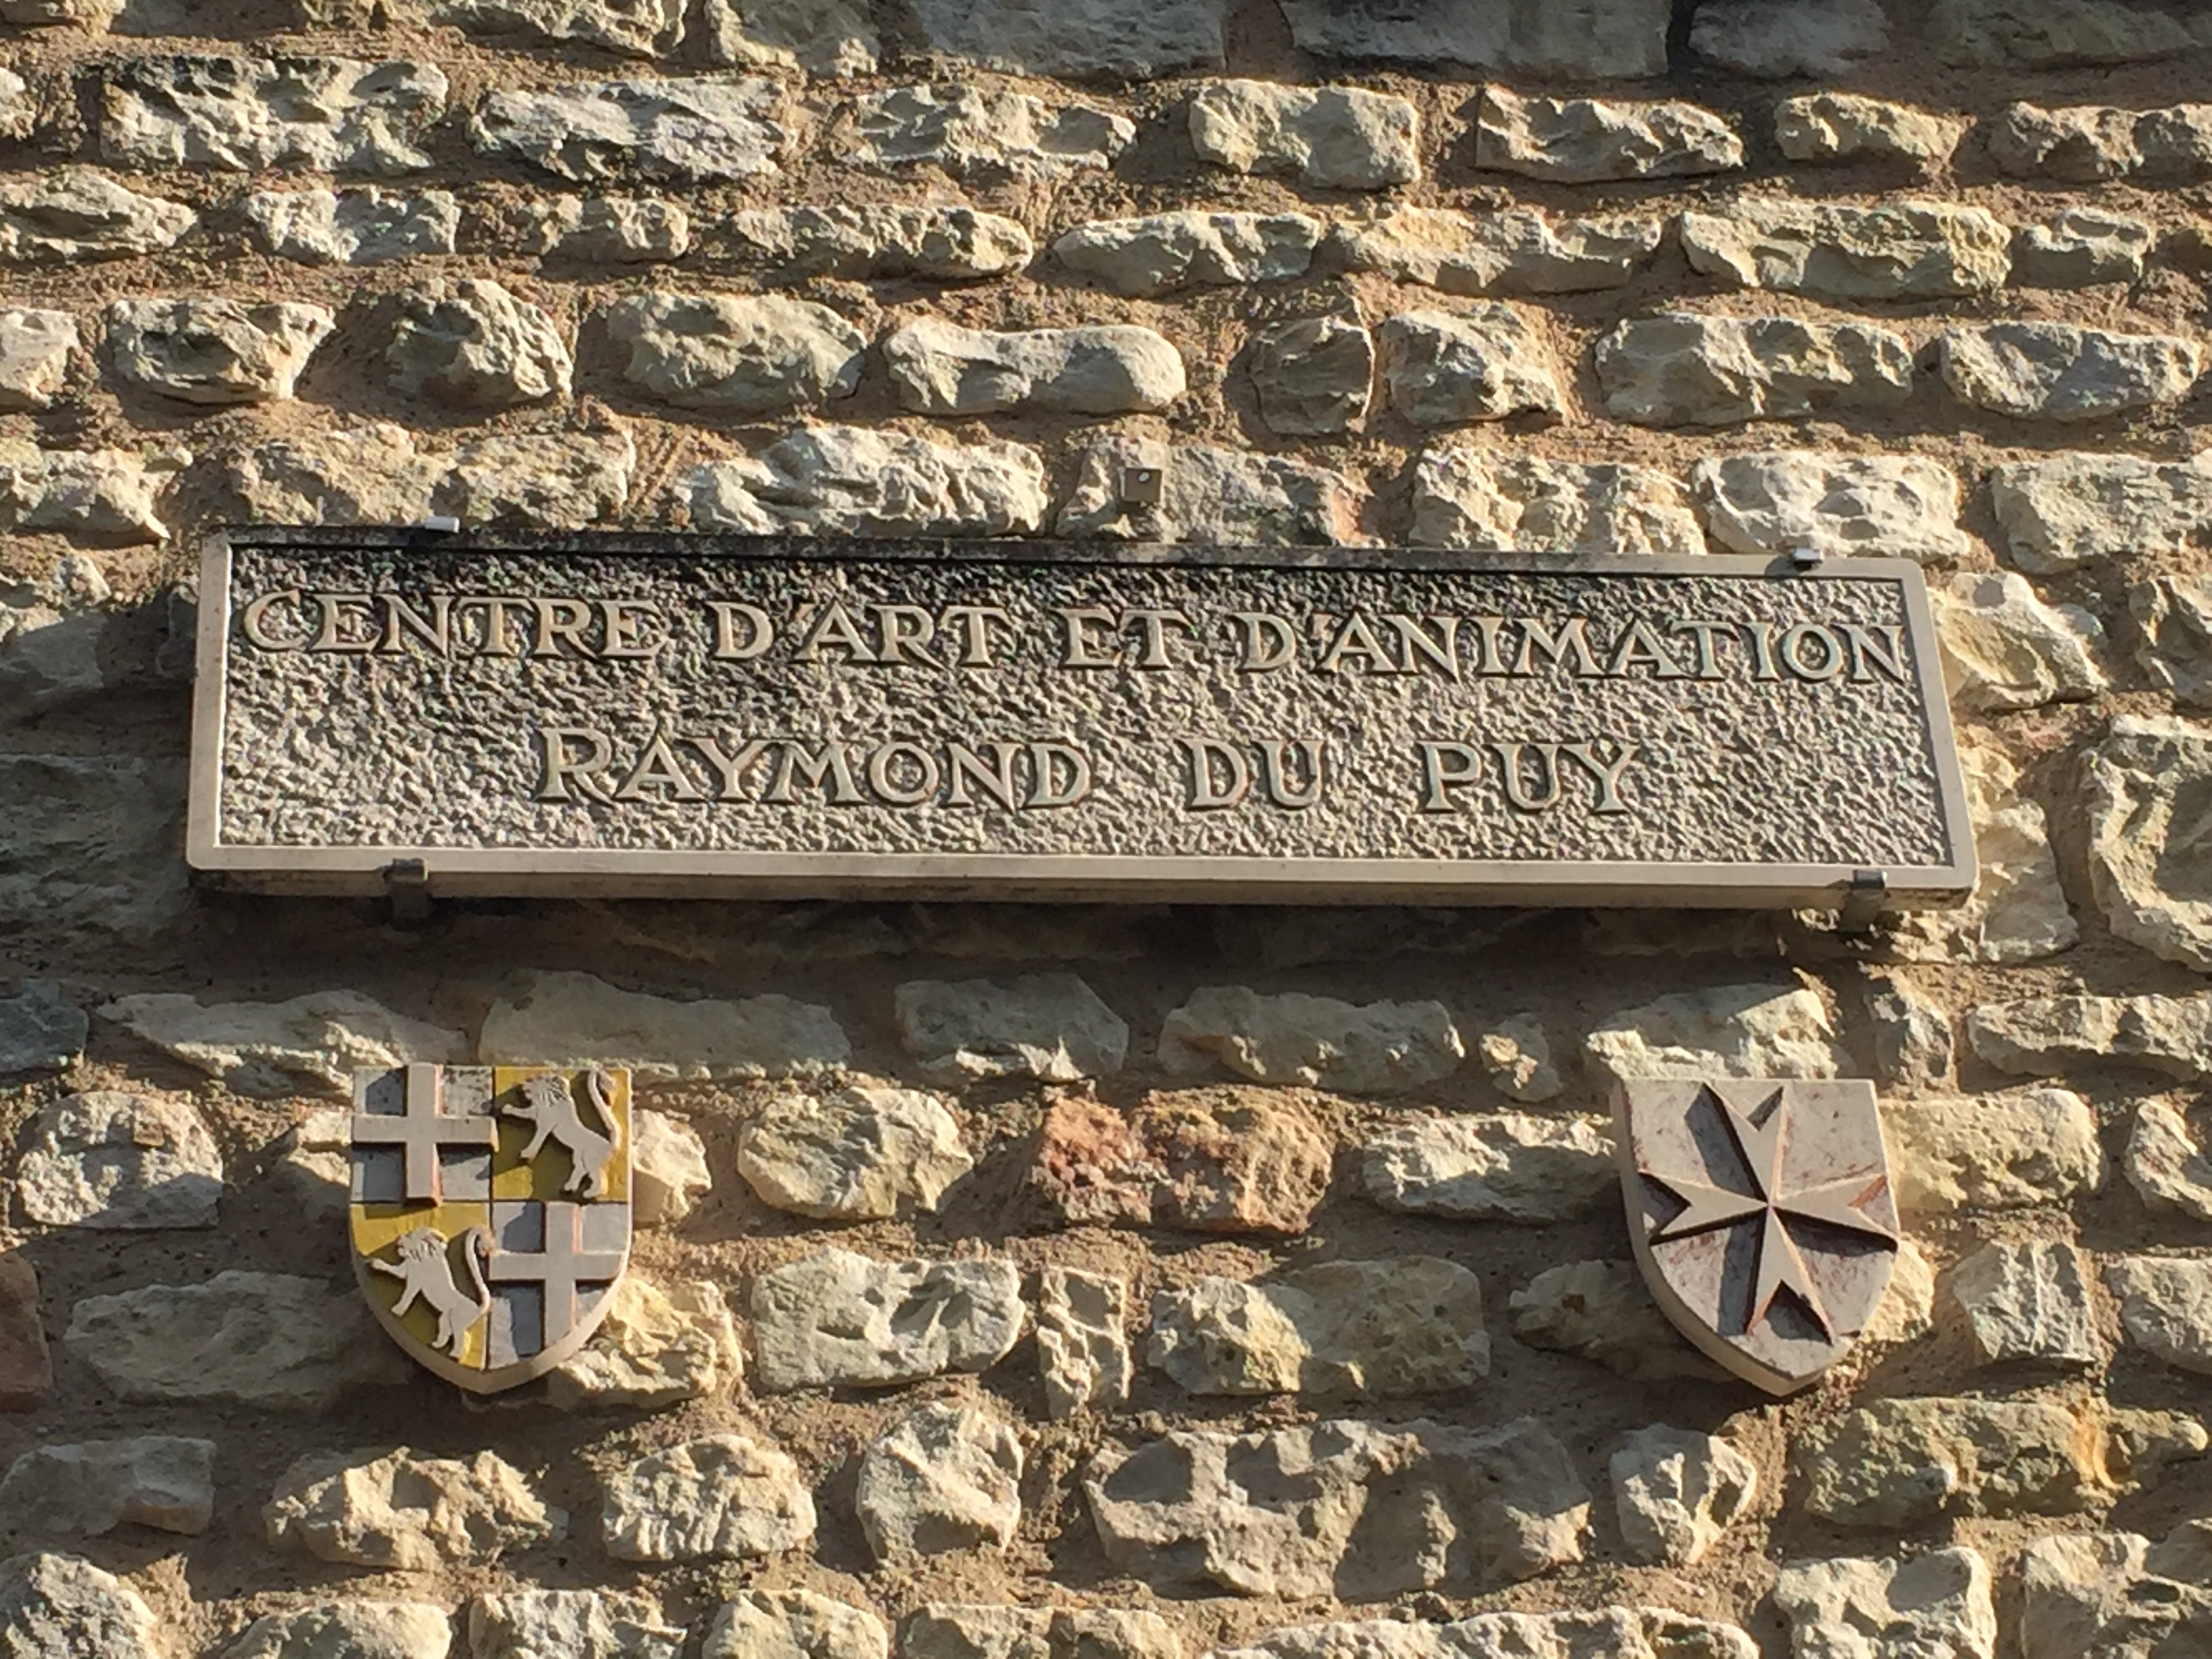 CENTRE D'ART ET D'ANIMATION
RAYMOND DU PUY